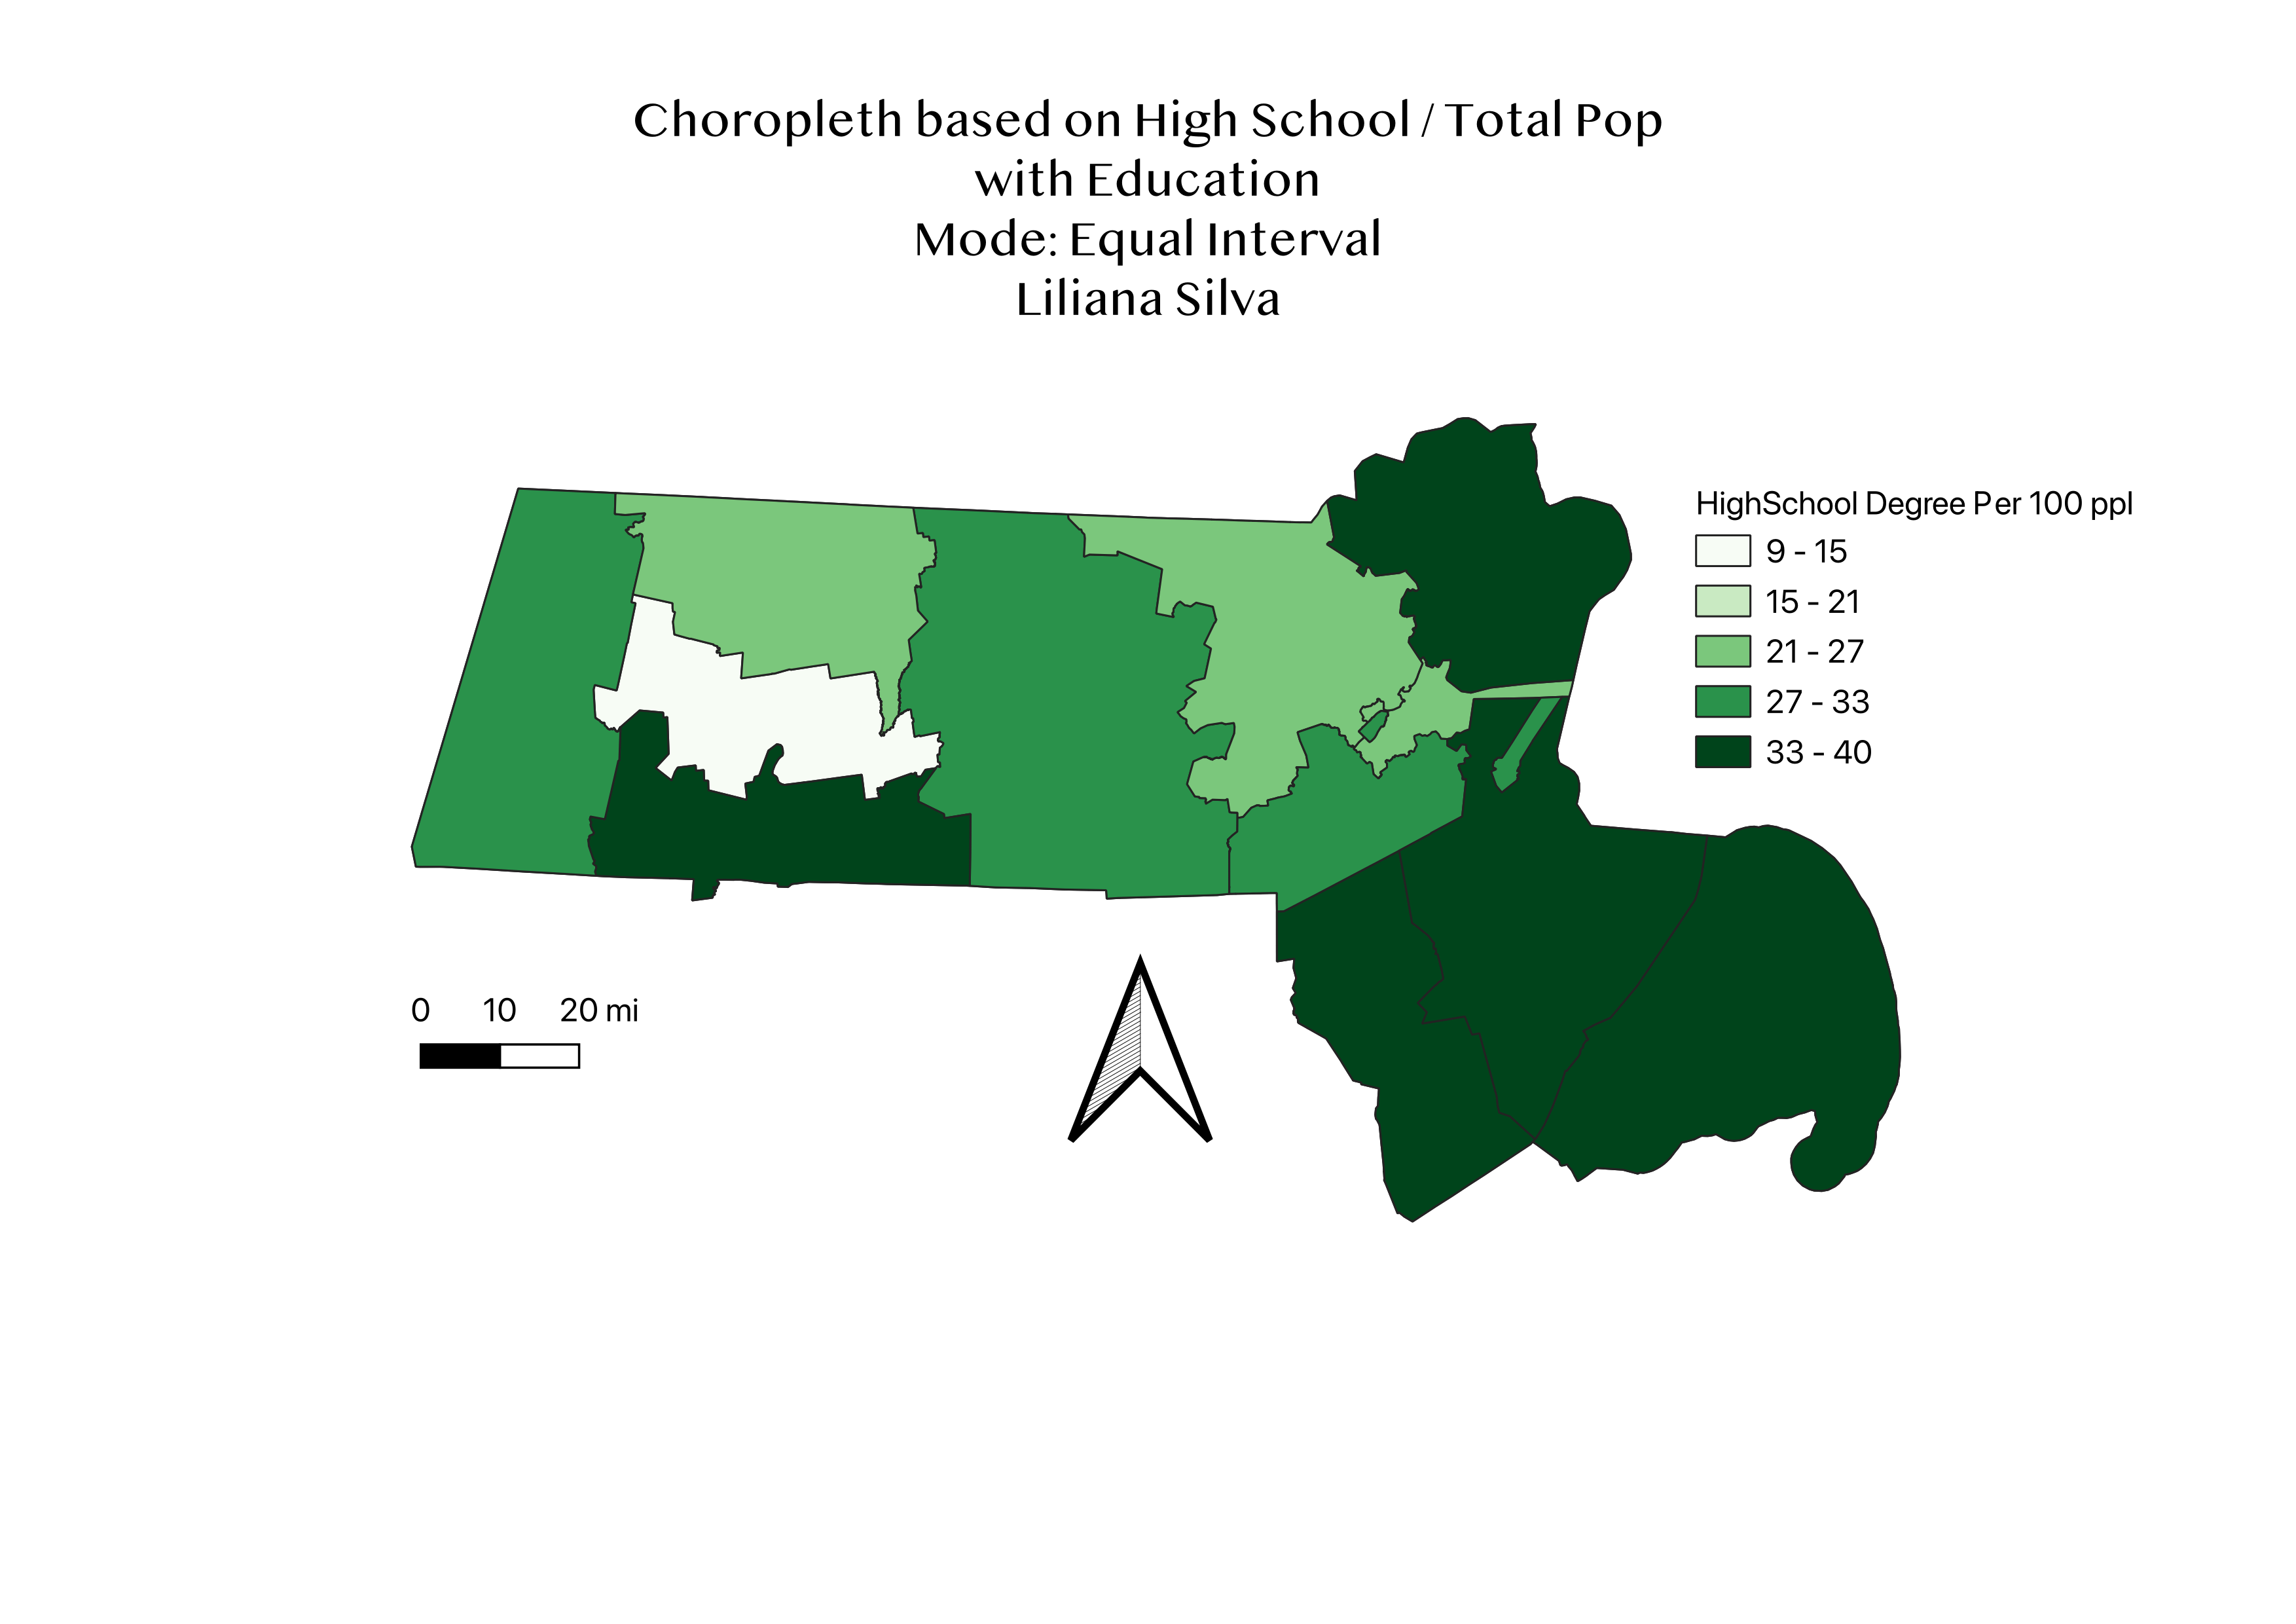 Choropleth based on High School / Total Pop
with Education
Mode: Equal Interval
Liliana Silva
HighSchool Degree Per 100 ppl
9 - 15
15 - 21
21 - 27
27 - 33
33 - 40
0 10 20 mi